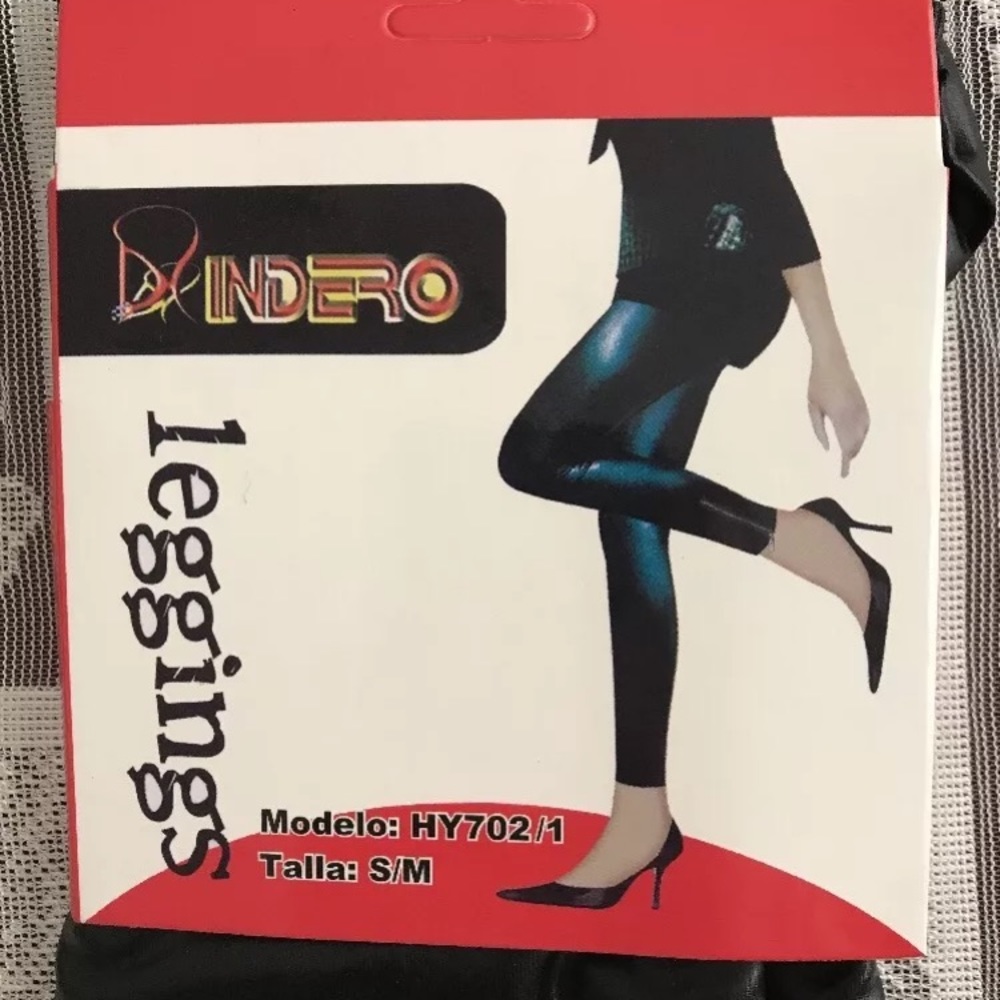 INDERO
leggings
Modelo: HY702/1
Talla: S/M